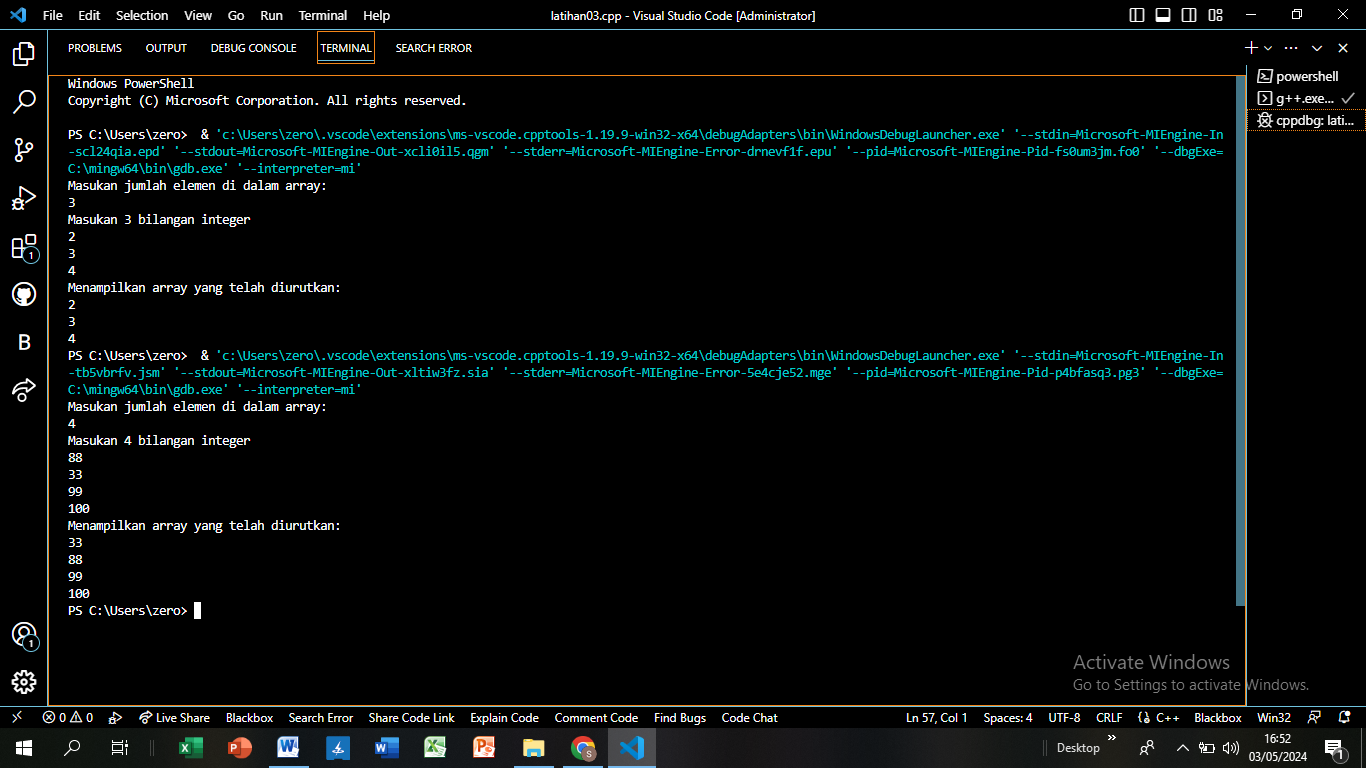 File Edit Selection View Go Run Terminal Help latihan03.cpp - Visual Studio Code [Administrator]
PROBLEMS OUTPUT DEBUG CONSOLE TERMINAL SEARCH ERROR
Windows PowerShell
Copyright (C) Microsoft Corporation. All rights reserved.
PS C:\Users\zero>  & 'c:\Users\zero\.vscode\extensions\ms-vscode.cpptools-1.19.9-win32-x64\debugAdapters\bin\WindowsDebugLauncher.exe' '--stdin=Microsoft-MIEngine-In
-scl24qia.epd' '--stdout=Microsoft-MIEngine-Out-xcli0il5.qgm' '--stderr=Microsoft-MIEngine-Error-drnevf1f.epu' '--pid=Microsoft-MIEngine-Pid-fs0um3jm.fo0' '--dbgExe=
C:\mingw64\bin\gdb.exe' '--interpreter=mi'
Masukan jumlah elemen di dalam array:
3
Masukan 3 bilangan integer
2
3
4
Menampilkan array yang telah diurutkan:
2
3
4
PS C:\Users\zero>  & 'c:\Users\zero\.vscode\extensions\ms-vscode.cpptools-1.19.9-win32-x64\debugAdapters\bin\WindowsDebugLauncher.exe' '--stdin=Microsoft-MIEngine-In
-tb5vbrfv.jsm' '--stdout=Microsoft-MIEngine-Out-xltiw3fz.sia' '--stderr=Microsoft-MIEngine-Error-5e4cje52.mge' '--pid=Microsoft-MIEngine-Pid-p4bfasq3.pg3' '--dbgExe=
C:\mingw64\bin\gdb.exe' '--interpreter=mi'
Masukan jumlah elemen di dalam array:
4
Masukan 4 bilangan integer
88
33
99
100
Menampilkan array yang telah diurutkan:
33
88
99
100
PS C:\Users\zero>
powershell
g++.exe...
cppdbg: lati...
1
B
1
Activate Windows
Go to Settings to activate Windows.
0 0 Live Share Blackbox Search Error Share Code Link Explain Code Comment Code Find Bugs Code Chat Ln 57, Col 1 Spaces: 4 UTF-8 CRLF {} C++ Blackbox Win32
Desktop 16:52
03/05/2024
1